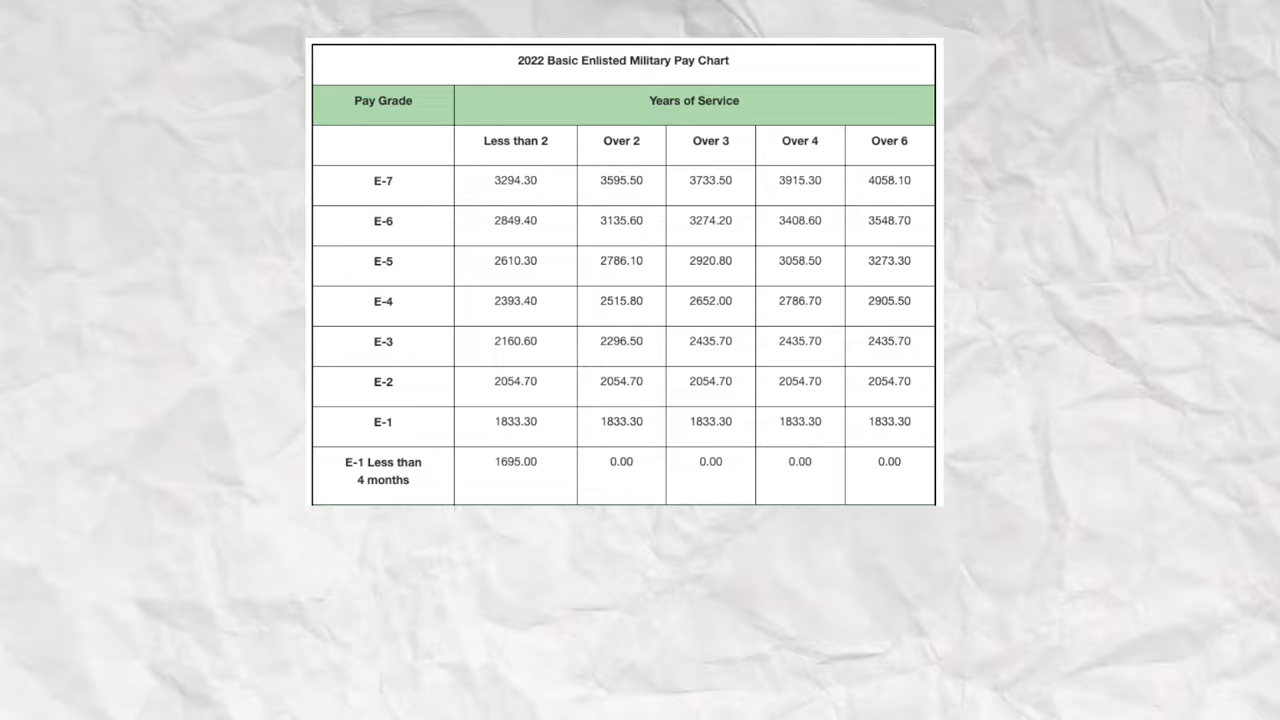 2022 Basic Enlisted Military Pay Chart
Pay Grade Years of Service
Less than 2 Over 2 Over 3 Over 4 Over 6
E-7 3294.30 3595.50 3733.50 3915.30 4058.10
E-6 2849.40 3135.60 3274.20 3408.60 3548.70
E-5 2610.30 2786.10 2920.80 3058.50 3273.30
E-4 2393.40 2515.80 2652.00 2786.70 2905.50
E-3 2160.60 2296.50 2435.70 2435.70 2435.70
E-2 2054.70 2054.70 2054.70 2054.70 2054.70
E-1 1833.30 1833.30 1833.30 1833.30 1833.30
E-1 Less than 1695.00 0.00 0.00 0.00 0.00
4 months